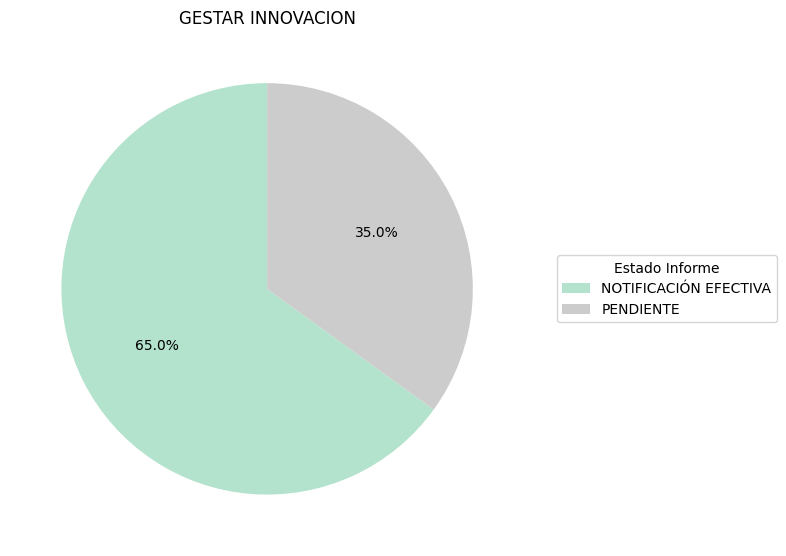 GESTAR INNOVACION
35.0%
65.0%
Estado Informe
NOTIFICACIÓN EFECTIVA
PENDIENTE